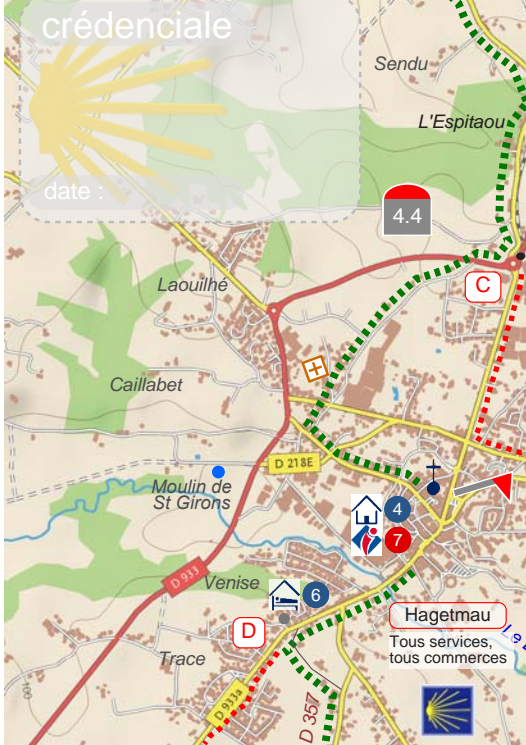 crédenciale
date :
Sendu
L'Espitaou
4.4
C
Laouilhé
Caillabet
D 218E
Moulin de
St Girons
4
7
D 933
Venise
6
D
Hagetmau
Tous services,
tous commerces
Trace
D 933a
D 357
100